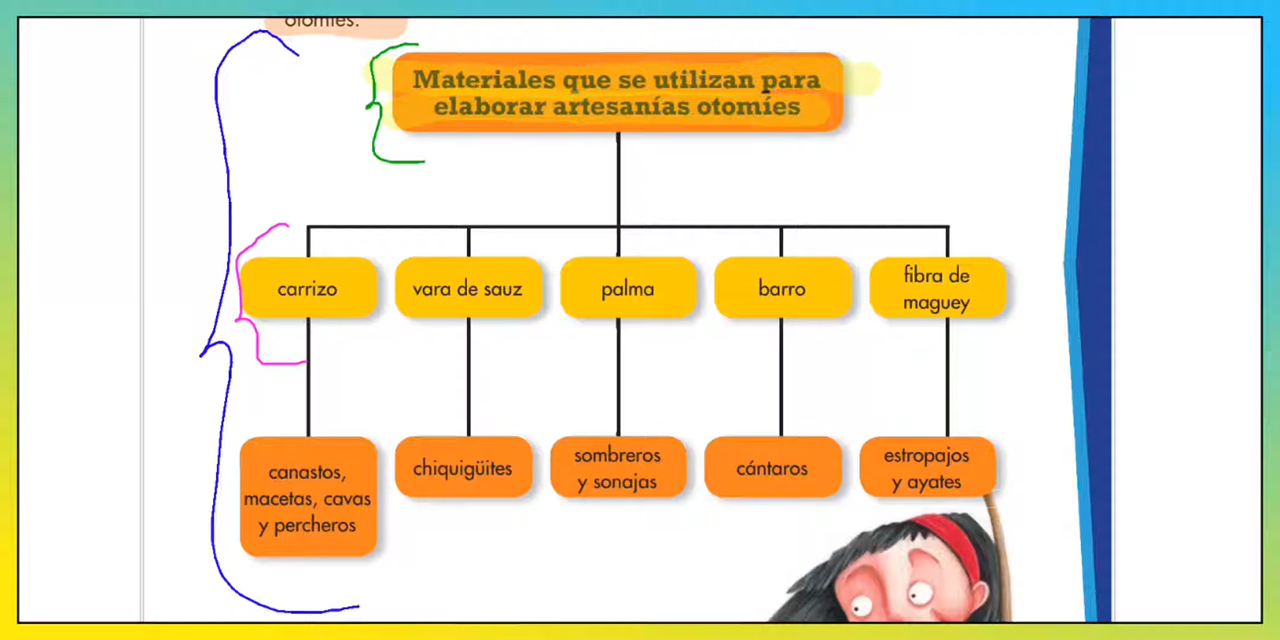 otomíes.
Materiales que se utilizan para
elaborar artesanías otomíes
carrizo
vara de sauz
palma
barro
fibra de
maguey
canastos,
macetas, cavas
y percheros
chiquigüites
sombreros
y sonajas
cántaros
estropajos
y ayates